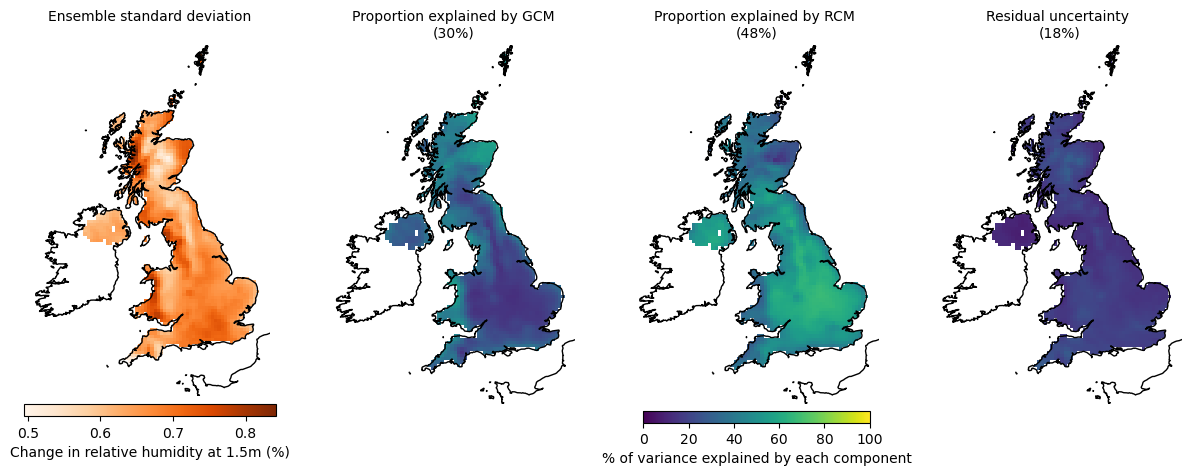 Ensemble standard deviation
Proportion explained by GCM
(30%)
Proportion explained by RCM
(48%)
Residual uncertainty
(18%)
0.5 0.6 0.7 0.8
Change in relative humidity at 1.5m (%)
0 20 40 60 80 100
% of variance explained by each component